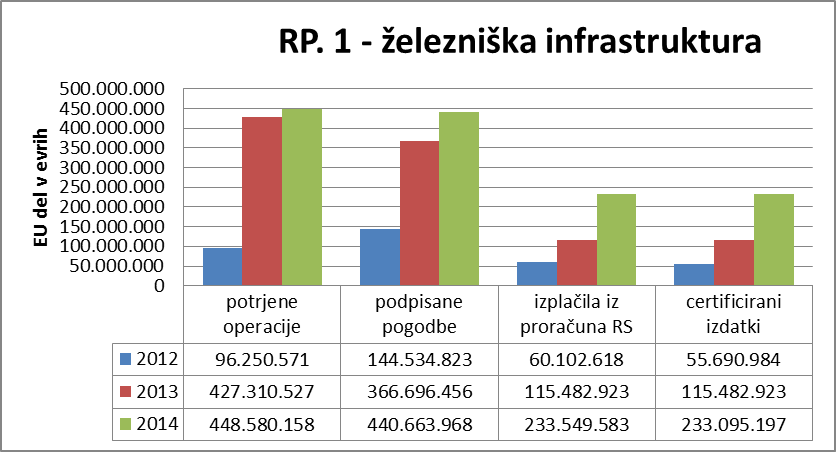 RP. 1 - železniška infrastruktura
EU del v evrih
500.000.000
450.000.000
400.000.000
350.000.000
300.000.000
250.000.000
200.000.000
150.000.000
100.000.000
50.000.000
0
potrjene operacije
podpisane pogodbe
izplačila iz proračuna RS
certificirani izdatki
2012 96.250.571 144.534.823 60.102.618 55.690.984
2013 427.310.527 366.696.456 115.482.923 115.482.923
2014 448.580.158 440.663.968 233.549.583 233.095.197